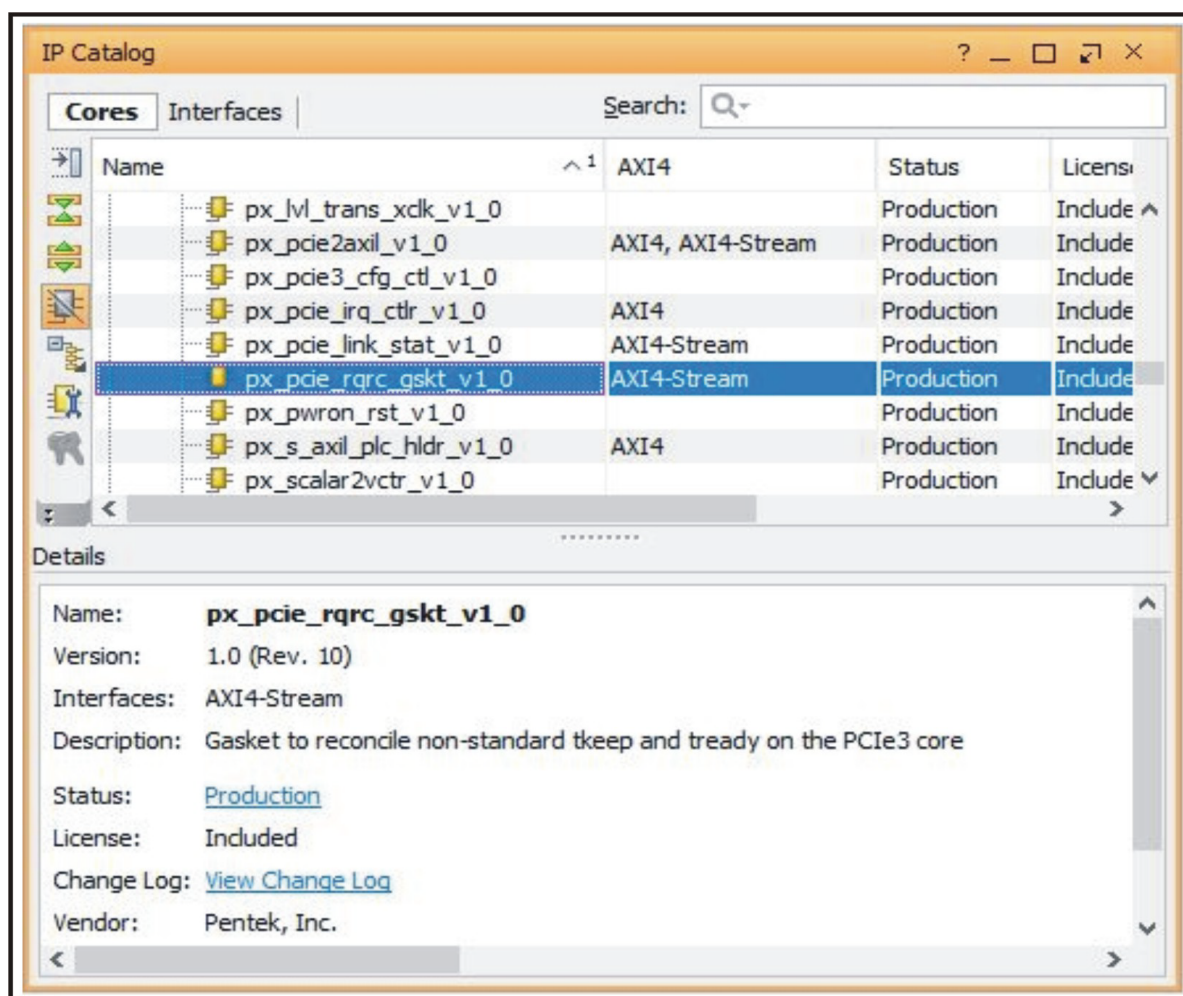 IP Catalog ?
Cores Interfaces Search:
Name 1 AXI4 Status Licens
px_lvl_trans_xclk_v1_0 Production Include
px_pcie2axil_v1_0 AXI4, AXI4-Stream Production Include
px_pcie3_cfg_ctl_v1_0 Production Include
px_pcie_irq_ctlr_v1_0 AXI4 Production Include
px_pcie_link_stat_v1_0 AXI4-Stream Production Include
px_pcie_rqrc_gskt_v1_0 AXI4-Stream Production Include
px_pwron_rst_v1_0 Production Include
px_s_axil_plc_hldr_v1_0 AXI4 Production Include
px_scalar2vctr_v1_0 Production Include
Details
Name: px_pcie_rqrc_gskt_v1_0
Version: 1.0 (Rev. 10)
Interfaces: AXI4-Stream
Description: Gasket to reconcile non-standard tkeep and tready on the PCIe3 core
Status: Production
License: Included
Change Log: View Change Log
Vendor: Pentek, Inc.